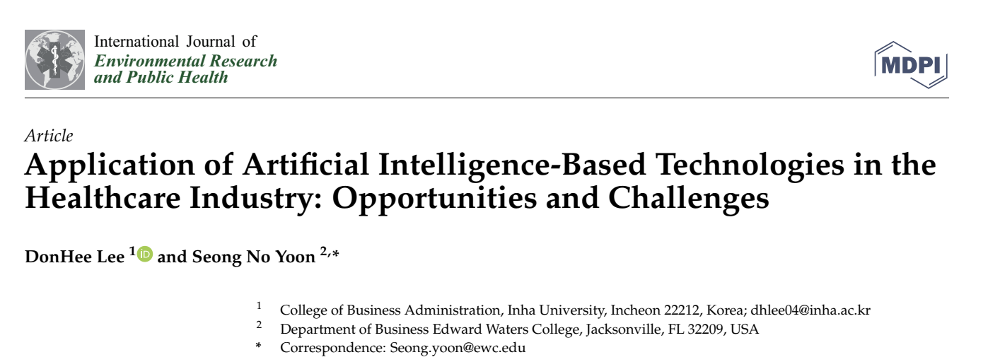 International Journal of
Environmental Research
and Public Health
MDPI
Article
Application of Artificial Intelligence-Based Technologies in the
Healthcare Industry: Opportunities and Challenges
DonHee Lee 1 iD and Seong No Yoon 2,*
1 College of Business Administration, Inha University, Incheon 22212, Korea; dhlee04@inha.ac.kr
2 Department of Business Edward Waters College, Jacksonville, FL 32209, USA
* Correspondence: Seong.yoon@ewc.edu